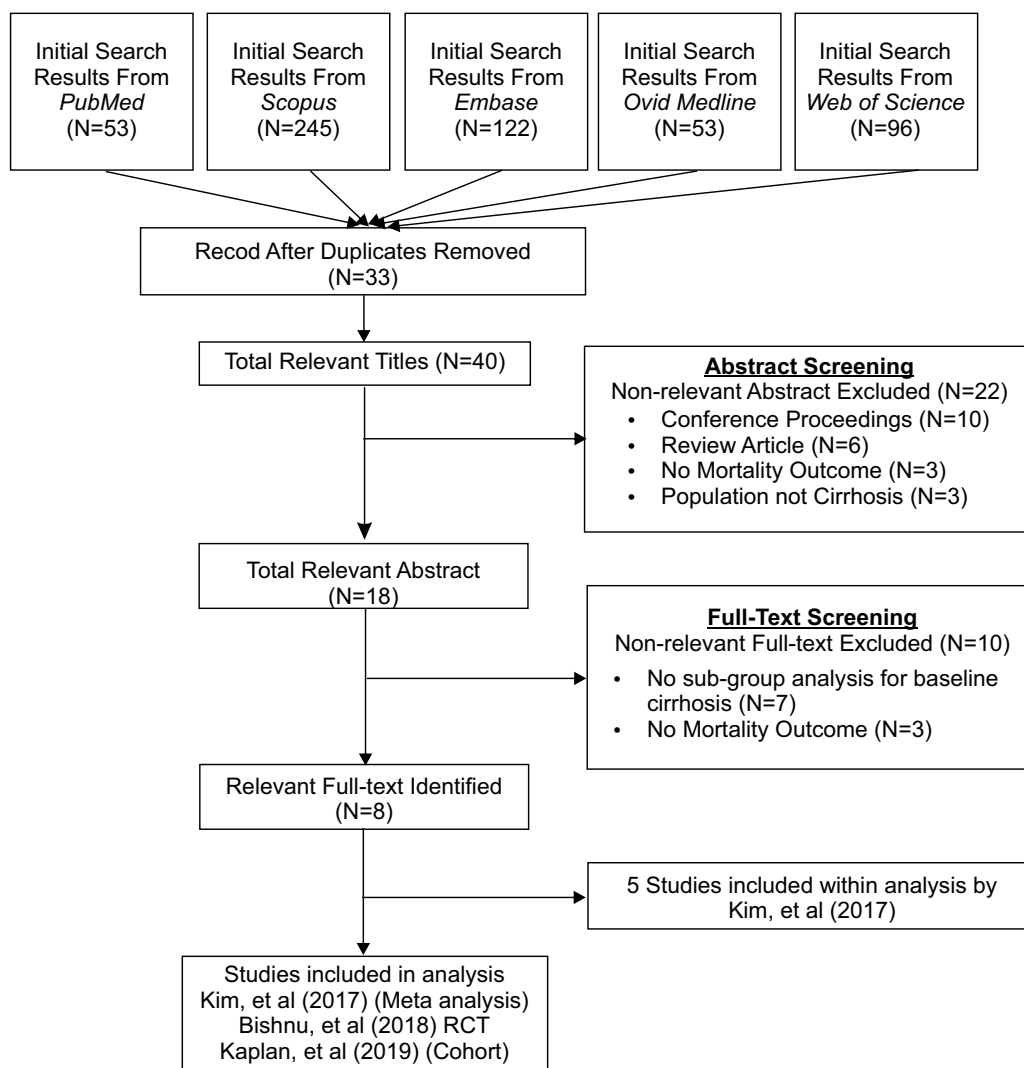 Initial Search
Results From
PubMed
(N=53)
Initial Search
Results From
Scopus
(N=245)
Initial Search
Results From
Embase
(N=122)
Initial Search
Results From
Ovid Medline
(N=53)
Initial Search
Results From
Web of Science
(N=96)
Recod After Duplicates Removed
(N=33)
Total Relevant Titles (N=40)
Abstract Screening
Non-relevant Abstract Excluded (N=22)
• Conference Proceedings (N=10)
• Review Article (N=6)
• No Mortality Outcome (N=3)
• Population not Cirrhosis (N=3)
Total Relevant Abstract
(N=18)
Full-Text Screening
Non-relevant Full-text Excluded (N=10)
• No sub-group analysis for baseline
cirrhosis (N=7)
• No Mortality Outcome (N=3)
Relevant Full-text Identified
(N=8)
5 Studies included within analysis by
Kim, et al (2017)
Studies included in analysis
Kim, et al (2017) (Meta analysis)
Bishnu, et al (2018) RCT
Kaplan, et al (2019) (Cohort)